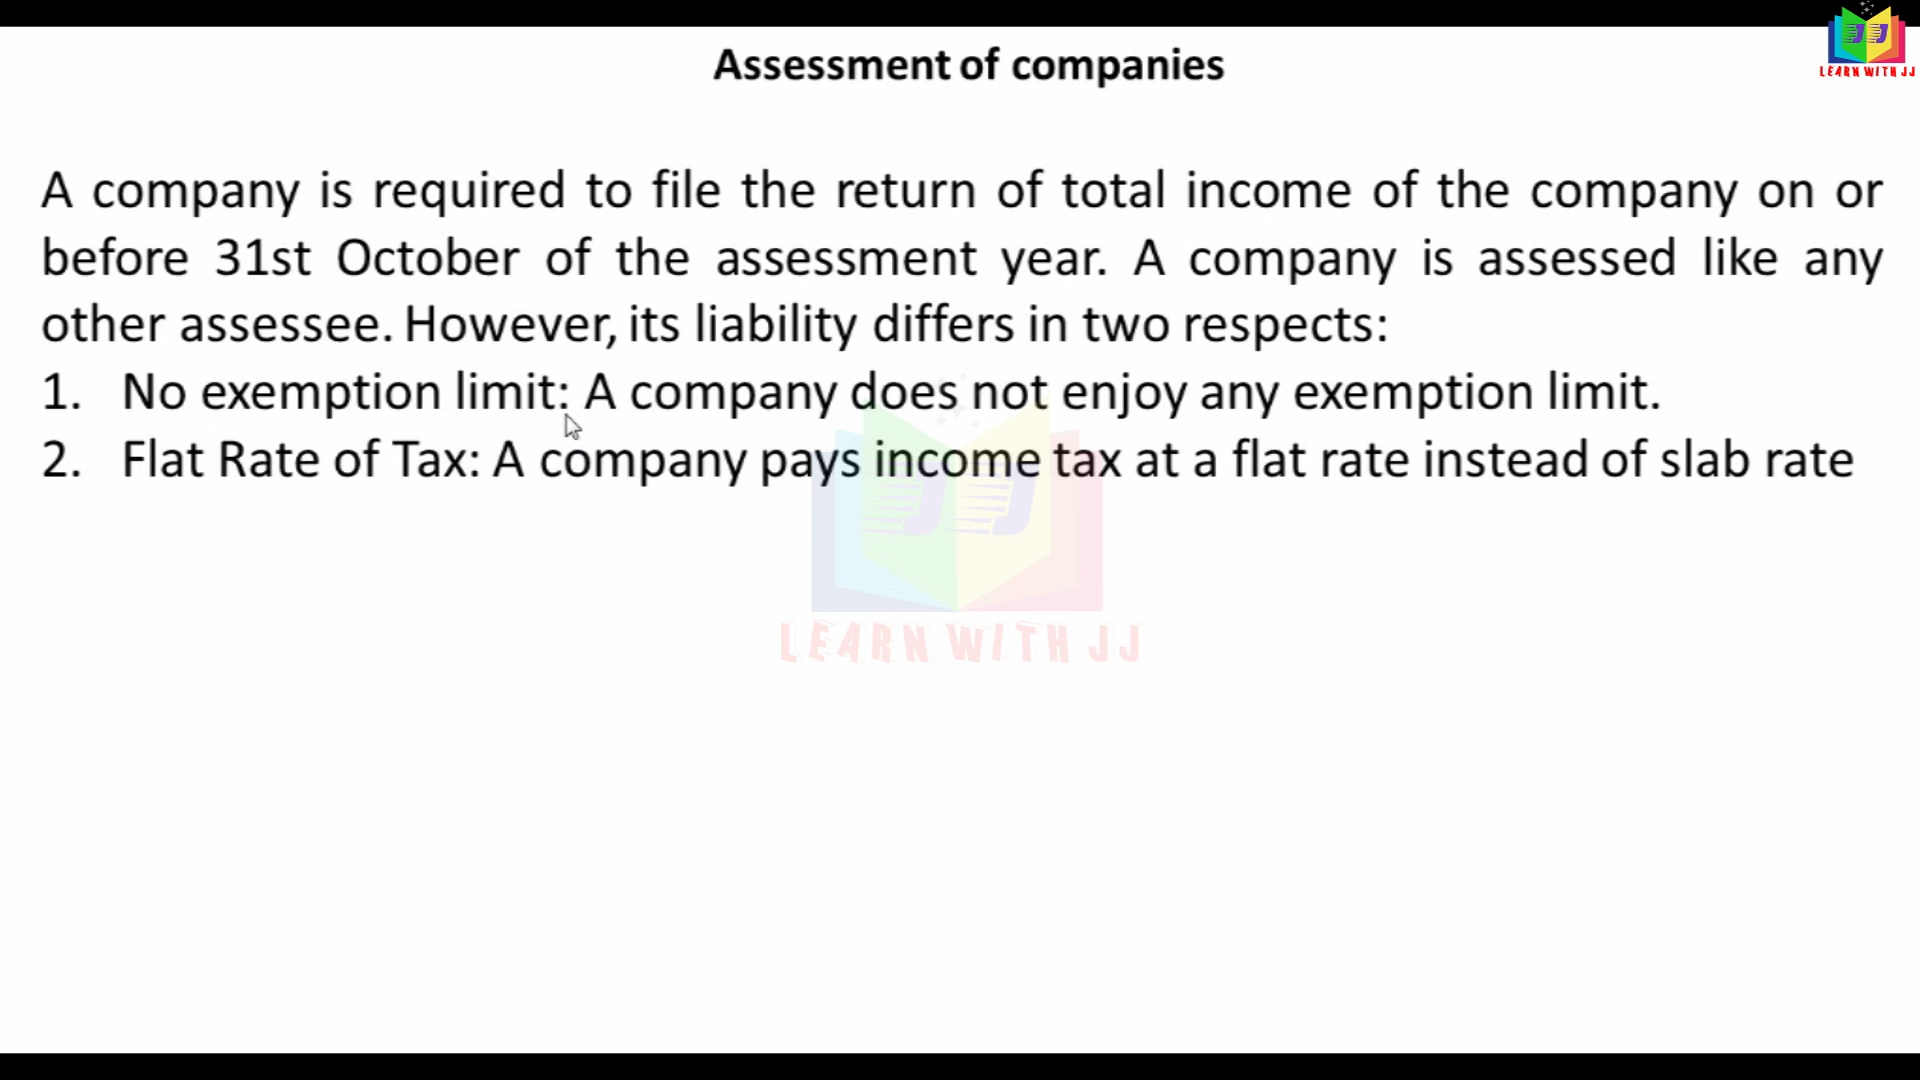 Assessment of companies
LEARN WITH JJ
A company is required to file the return of total income of the company on or
before 31st October of the assessment year. A company is assessed like any
other assessee. However, its liability differs in two respects:
1. No exemption limit: A company does not enjoy any exemption limit.
2. Flat Rate of Tax: A company pays income tax at a flat rate instead of slab rate
JJ
LEARN WITH JJ